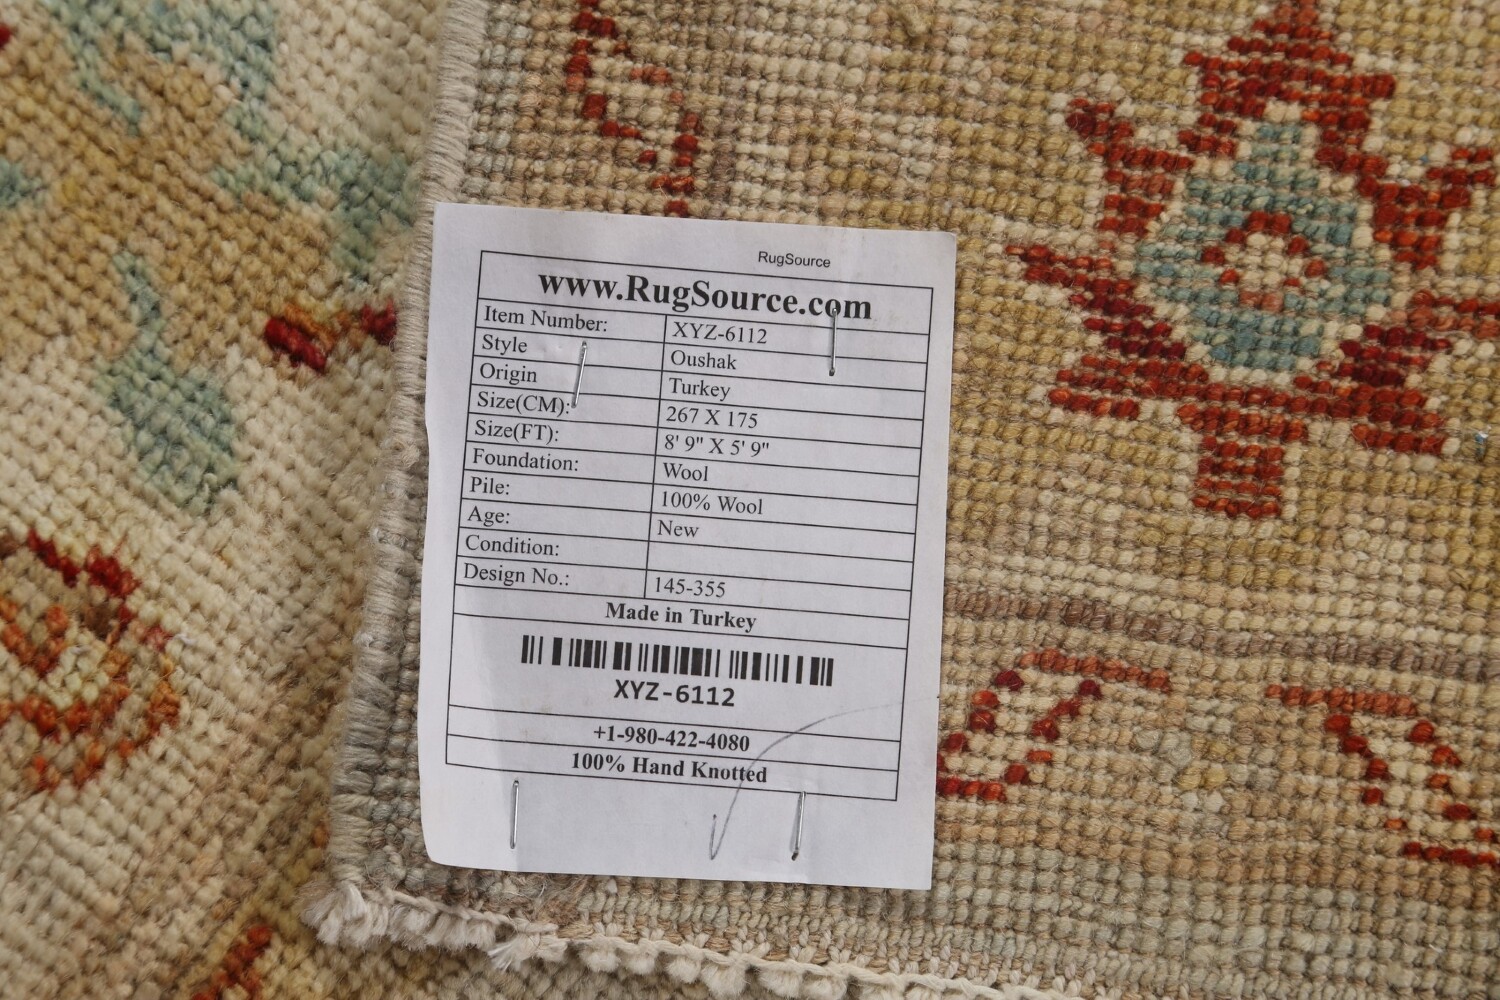 RugSource
www.RugSource.com
Item Number: XYZ-6112
Style Oushak
Origin Turkey
Size(CM): 267 X 175
Size(FT): 8' 9" X 5' 9"
Foundation: Wool
Pile: 100% Wool
Age: New
Condition:
Design No.: 145-355
Made in Turkey
XYZ-6112
+1-980-422-4080
100% Hand Knotted